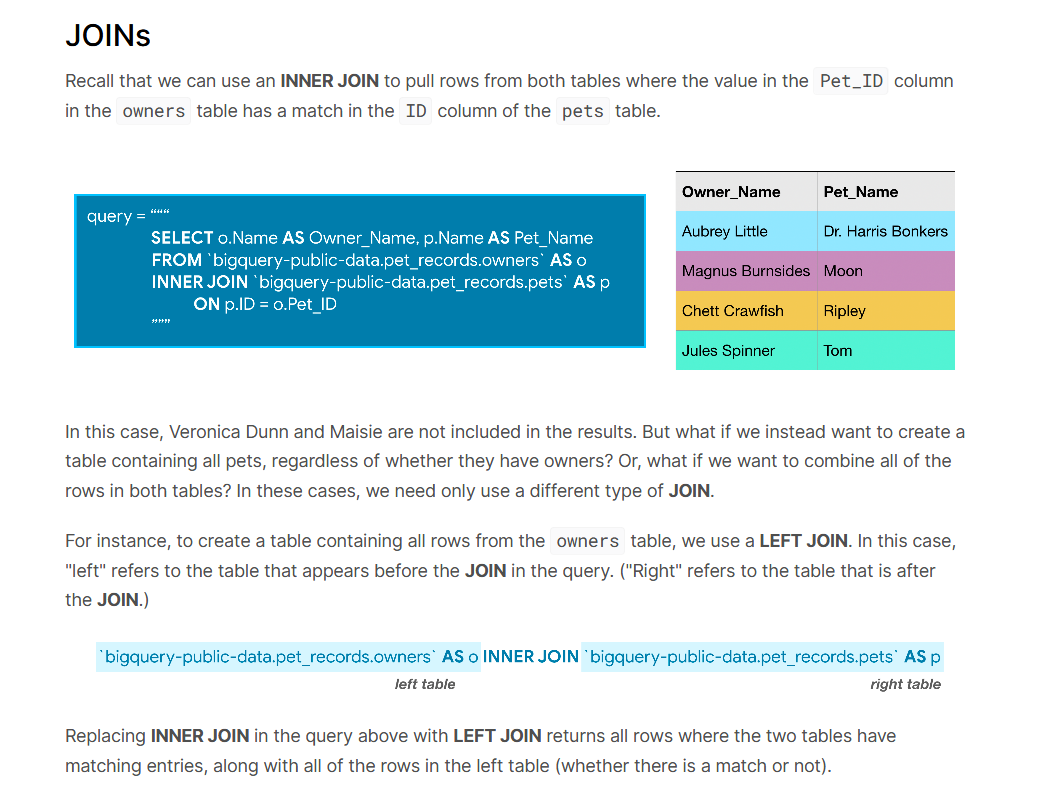 JOINs
Recall that we can use an INNER JOIN to pull rows from both tables where the value in the Pet_ID column
in the owners table has a match in the ID column of the pets table.
query = """
SELECT o.Name AS Owner_Name, p.Name AS Pet_Name
FROM `bigquery-public-data.pet_records.owners` AS o
INNER JOIN `bigquery-public-data.pet_records.pets` AS p
ON p.ID = o.Pet_ID
"""
Owner_Name Pet_Name
Aubrey Little Dr. Harris Bonkers
Magnus Burnsides Moon
Chett Crawfish Ripley
Jules Spinner Tom
In this case, Veronica Dunn and Maisie are not included in the results. But what if we instead want to create a
table containing all pets, regardless of whether they have owners? Or, what if we want to combine all of the
rows in both tables? In these cases, we need only use a different type of JOIN.
For instance, to create a table containing all rows from the owners table, we use a LEFT JOIN. In this case,
"left" refers to the table that appears before the JOIN in the query. ("Right" refers to the table that is after
the JOIN.)
`bigquery-public-data.pet_records.owners` AS o INNER JOIN `bigquery-public-data.pet_records.pets` AS p
left table right table
Replacing INNER JOIN in the query above with LEFT JOIN returns all rows where the two tables have
matching entries, along with all of the rows in the left table (whether there is a match or not).